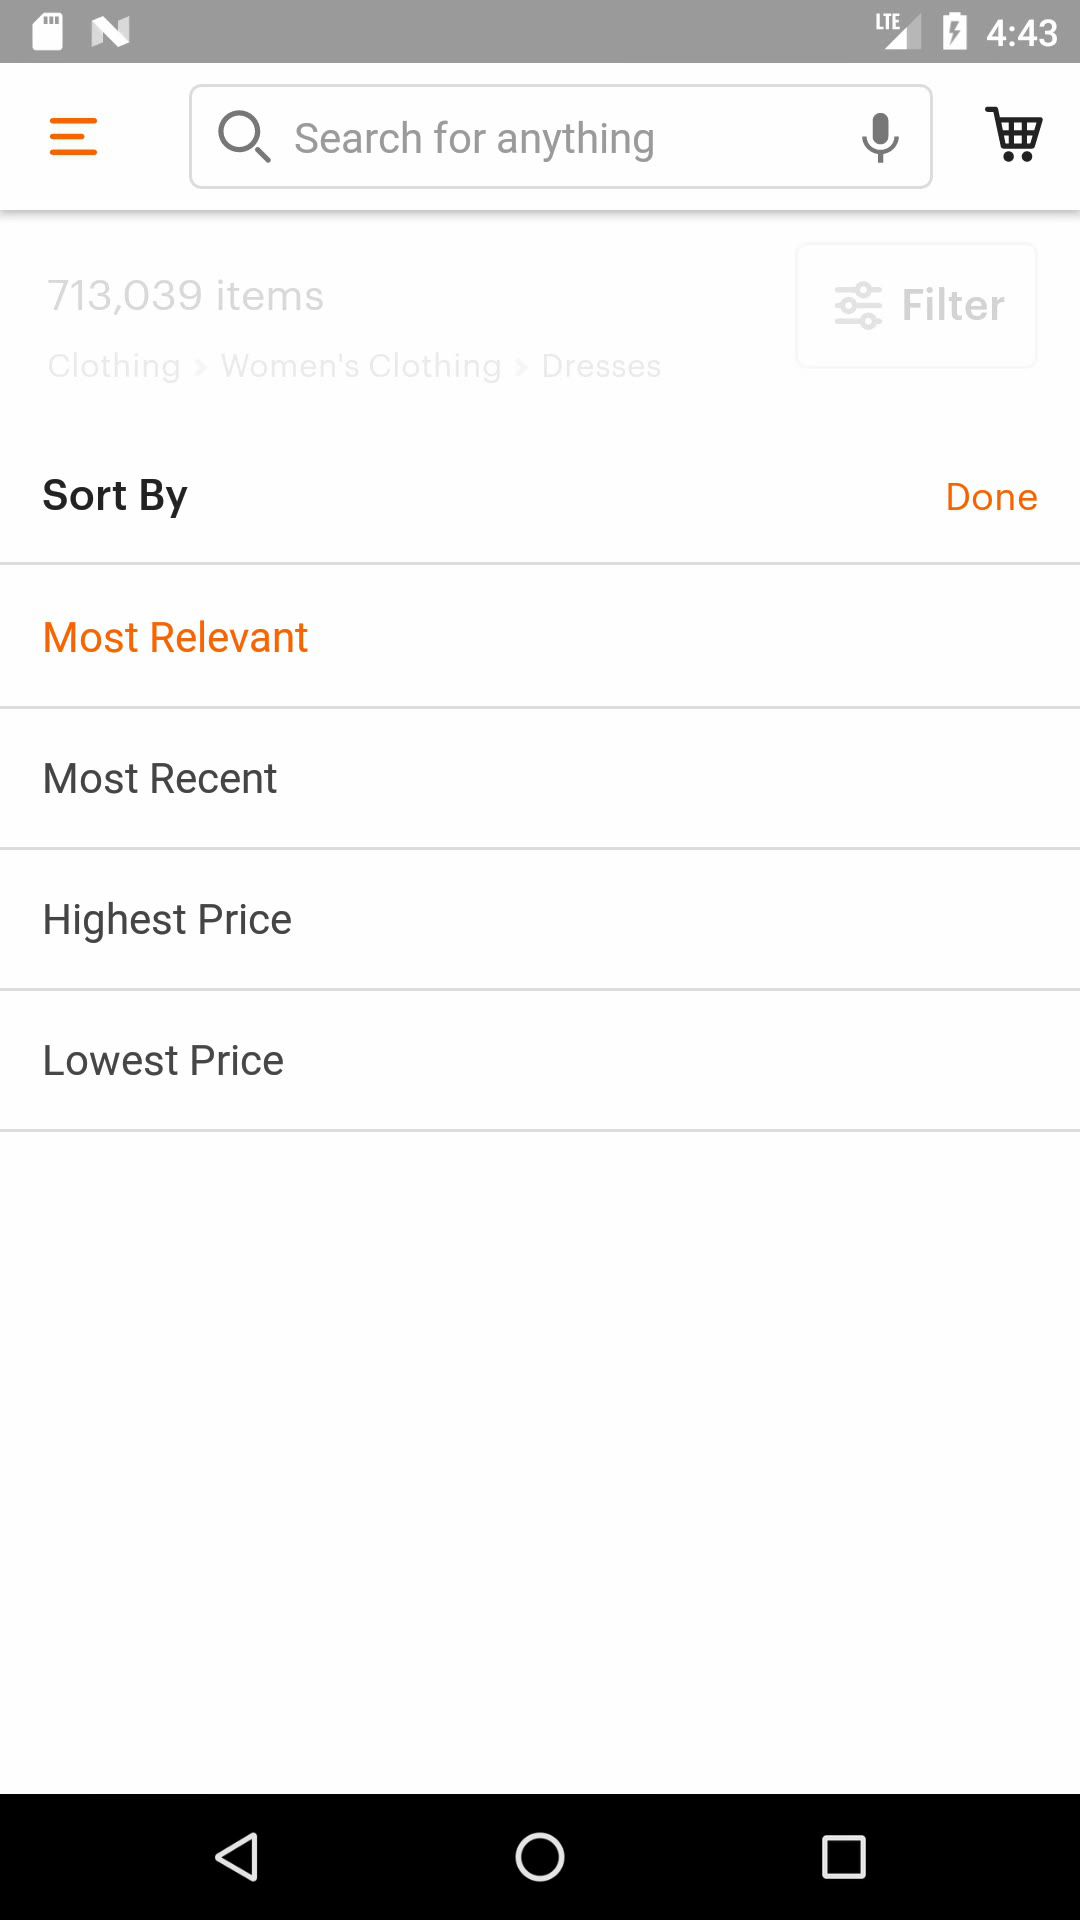 LTE 4:43
Search for anything
713,039 items
Filter
Clothing > Women's Clothing > Dresses
Sort By
Done
Most Relevant
Most Recent
Highest Price
Lowest Price